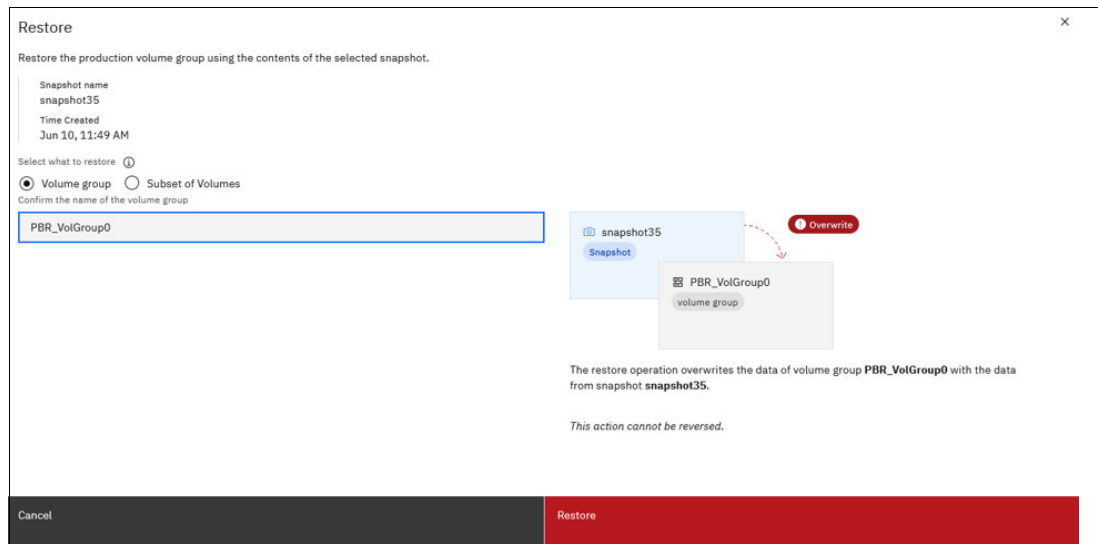 Restore
Restore the production volume group using the contents of the selected snapshot.
Snapshot name
snapshot35
Time Created
Jun 10, 11:49 AM
Select what to restore
Volume group
Subset of Volumes
Confirm the name of the volume group
PBR_VolGroup0
snapshot35
Snapshot
Overwrite
PBR_VolGroup0
volume group
The restore operation overwrites the data of volume group PBR_VolGroup0 with the data
from snapshot snapshot35.
This action cannot be reversed.
Cancel
Restore